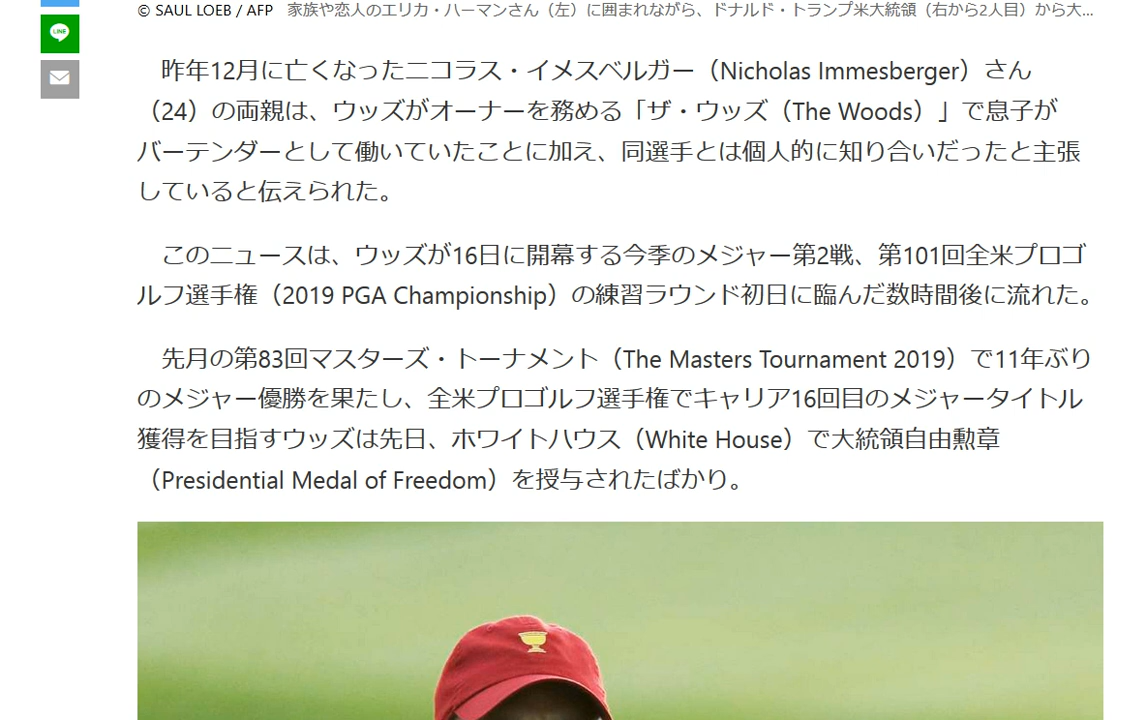 © SAUL LOEB / AFP 家族や恋人のエリカ・ハーマンさん（左）に囲まれながら、ドナルド・トランプ米大統領（右から2人目）から大...
LINE
昨年12月に亡くなったニコラス・イメスベルガー（Nicholas Immesberger）さん
（24）の両親は、ウッズがオーナーを務める「ザ・ウッズ（The Woods）」で息子が
バーテンダーとして働いていたことに加え、同選手とは個人的に知り合いだったと主張
していると伝えられた。
このニュースは、ウッズが16日に開幕する今季のメジャー第2戦、第101回全米プロゴ
ルフ選手権（2019 PGA Championship）の練習ラウンド初日に臨んだ数時間後に流れた。
先月の第83回マスターズ・トーナメント（The Masters Tournament 2019）で11年ぶり
のメジャー優勝を果たし、全米プロゴルフ選手権でキャリア16回目のメジャータイトル
獲得を目指すウッズは先日、ホワイトハウス（White House）で大統領自由勲章
（Presidential Medal of Freedom）を授与されたばかり。